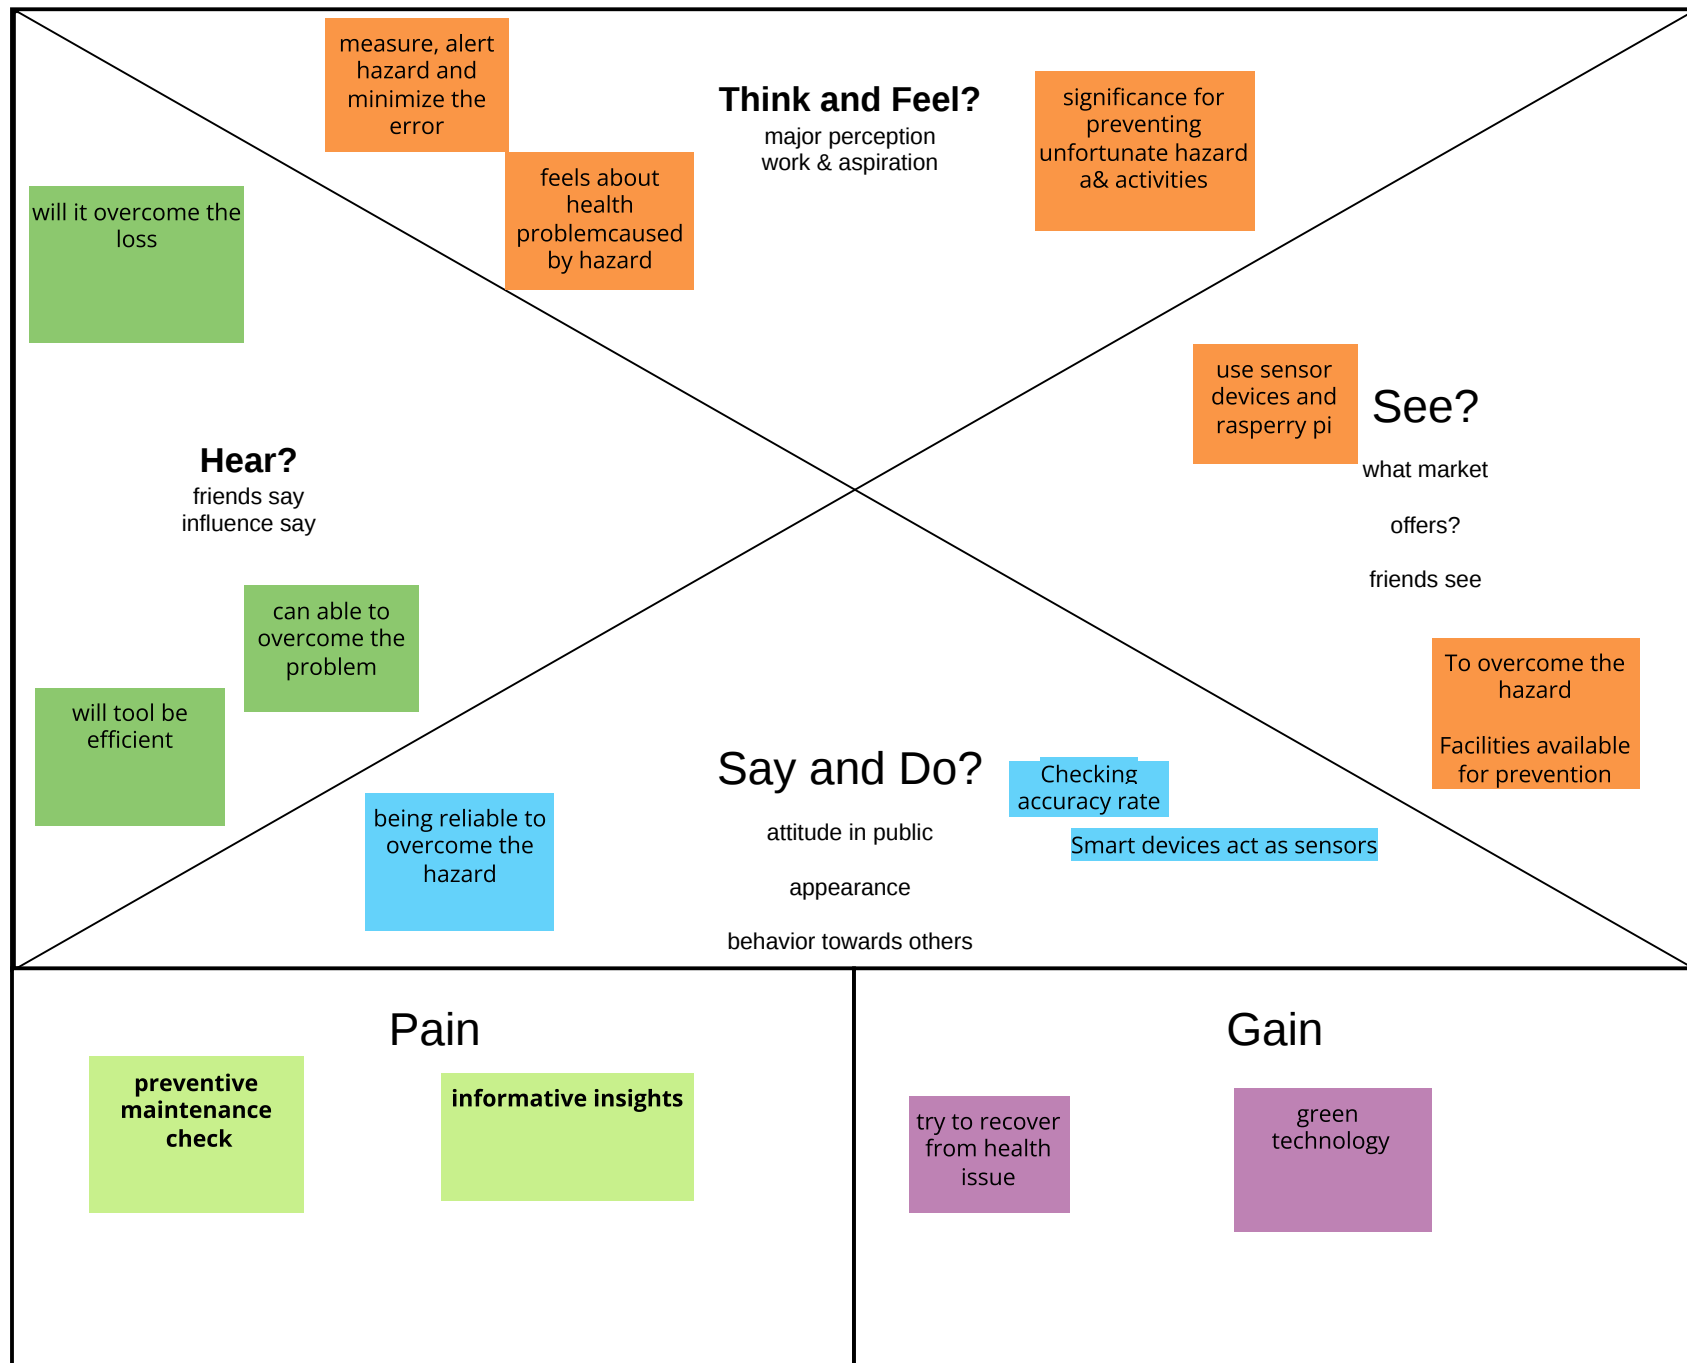 measure, alert
hazard and
minimize the
error
Think and Feel?
major perception
work & aspiration
significance for
preventing
unfortunate hazard
a& activities
feels about
health
problemcaused
by hazard
will it overcome the
loss
use sensor
devices and
rasperry pi
See?
what market
offers?
friends see
Hear?
friends say
influence say
can able to
overcome the
problem
will tool be
efficient
To overcome the
hazard
Facilities available
for prevention
Say and Do?
attitude in public
appearance
behavior towards others
Checking
accuracy rate
Smart devices act as sensors
being reliable to
overcome the
hazard
Pain
preventive
maintenance
check
informative insights
Gain
try to recover
from health
issue
green
technology